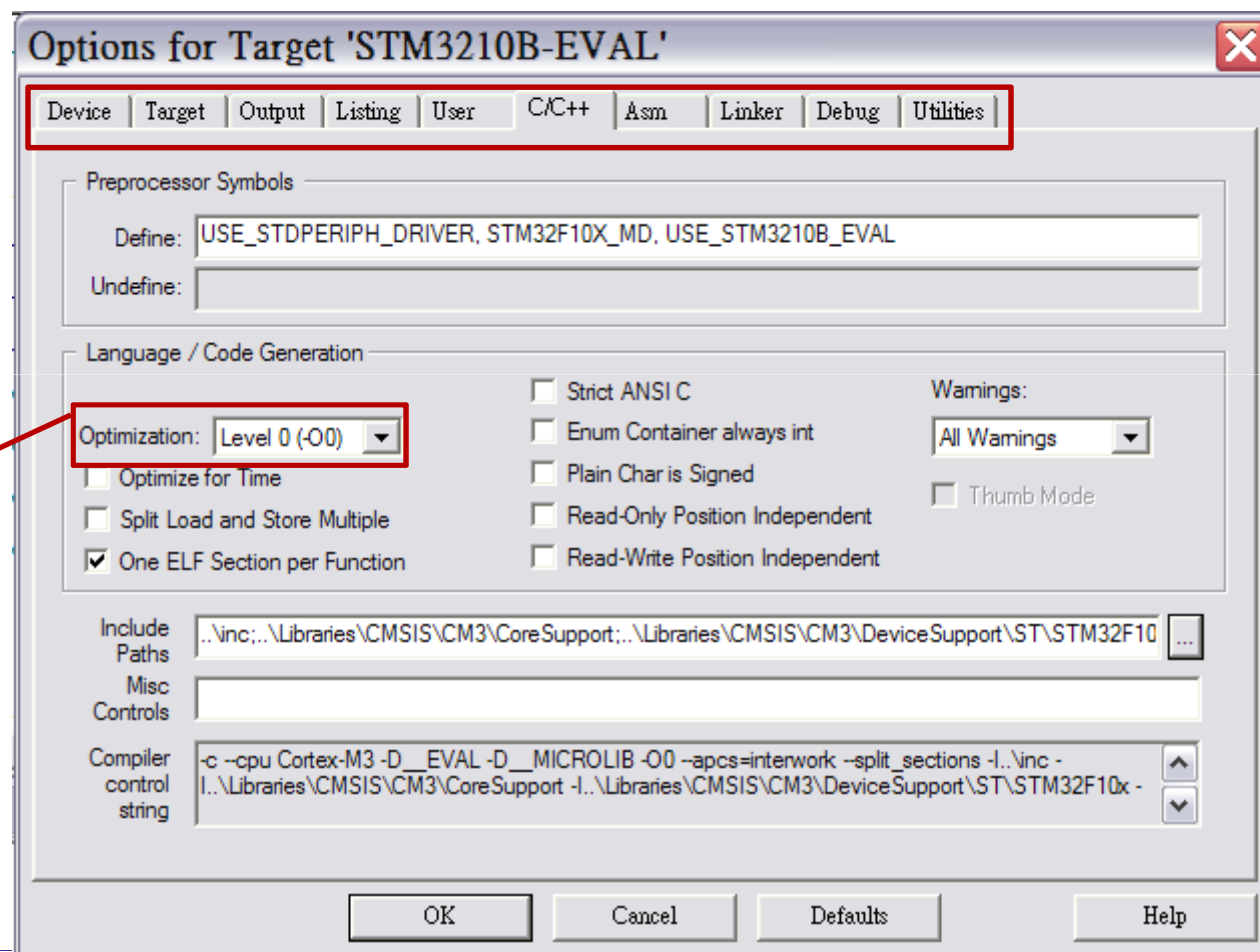 Options for Target 'STM3210B-EVAL'
Device Target Output Listing User C/C++ Asm Linker Debug Utilities
Preprocessor Symbols
Define: USE_STDPERIPH_DRIVER, STM32F10X_MD, USE_STM3210B_EVAL
Undefine:
Language / Code Generation
Optimization: Level 0 (-O0)
Optimize for Time
Split Load and Store Multiple
One ELF Section per Function
Strict ANSI C
Enum Container always int
Plain Char is Signed
Read-Only Position Independent
Read-Write Position Independent
Warnings:
All Warnings
Thumb Mode
Include
Paths
..\inc;..\Libraries\CMSIS\CM3\CoreSupport;..\Libraries\CMSIS\CM3\DeviceSupport\ST\STM32F10
...
Misc
Controls
Compiler
control
string
-c --cpu Cortex-M3 -D__EVAL -D__MICROLIB -O0 --apcs=interwork --split_sections -I..\inc -
I..\Libraries\CMSIS\CM3\CoreSupport -I..\Libraries\CMSIS\CM3\DeviceSupport\ST\STM32F10x -
OK Cancel Defaults Help